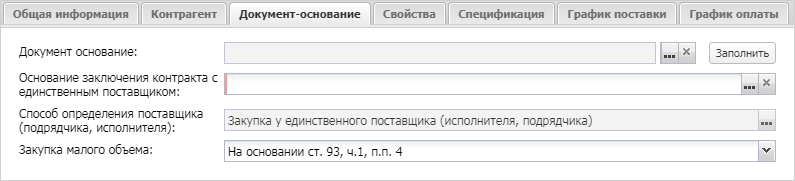 Общая информация Контрагент Документ-основание Свойства Спецификация График поставки График оплаты
Документ основание: ... × Заполнить
Основание заключения контракта с
единственным поставщиком: ... ×
Способ определения поставщика
(подрядчика, исполнителя): Закупка у единственного поставщика (исполнителя, подрядчика) ...
Закупка малого объема: На основании ст. 93, ч.1, п.п. 4